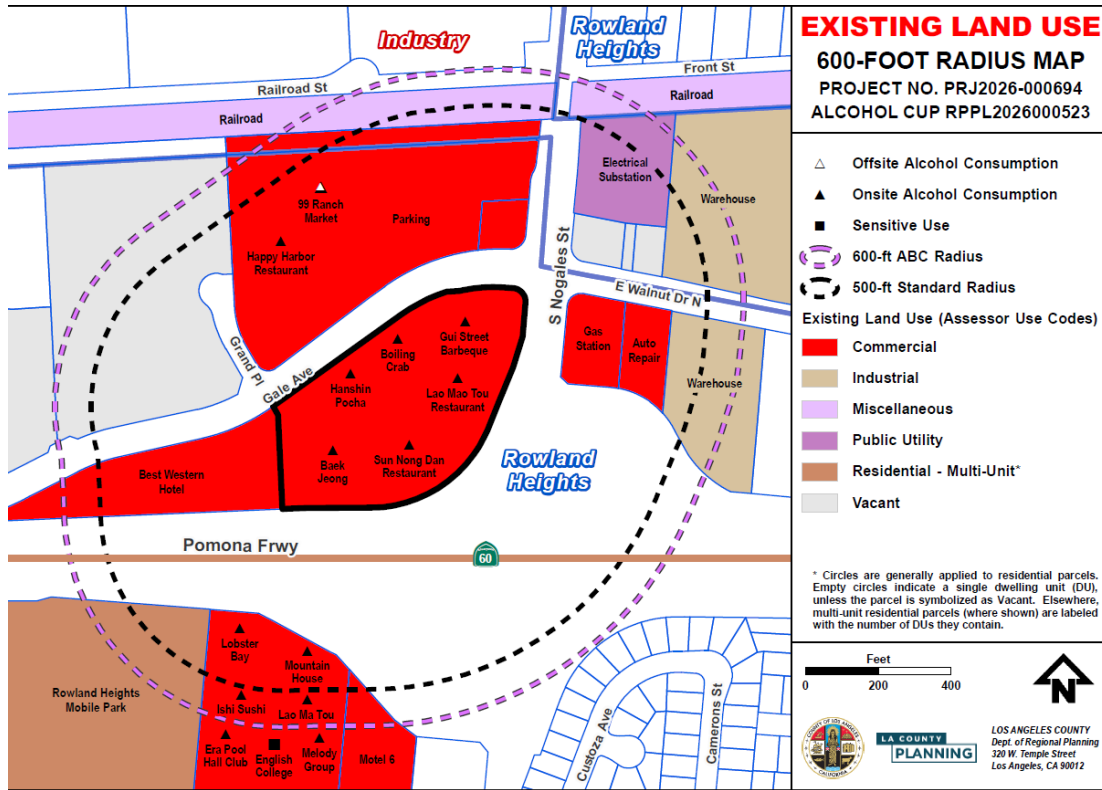 EXISTING LAND USE
600-FOOT RADIUS MAP
PROJECT NO. PRJ2026-000694
ALCOHOL CUP RPPL2026000523
Offsite Alcohol Consumption
Onsite Alcohol Consumption
Sensitive Use
600-ft ABC Radius
500-ft Standard Radius
Existing Land Use (Assessor Use Codes)
Commercial
Industrial
Miscellaneous
Public Utility
Residential - Multi-Unit*
Vacant
* Circles are generally applied to residential parcels.
Empty circles indicate a single dwelling unit (DU),
unless the parcel is symbolized as Vacant. Elsewhere,
multi-unit residential parcels (where shown) are labeled
with the number of DUs they contain.
Feet
0 200 400
N
COUNTY OF LOS ANGELES
CALIFORNIA
LA COUNTY
PLANNING
LOS ANGELES COUNTY
Dept. of Regional Planning
320 W. Temple Street
Los Angeles, CA 90012
Industry
Rowland
Heights
Front St
Railroad St
Railroad
Railroad
Electrical
Substation
Warehouse
99 Ranch
Market
Parking
Happy Harbor
Restaurant
S Nogales St
E Walnut Dr N
Grand Pl
Gale Ave
Gui Street
Barbeque
Boiling
Crab
Hanshin
Pocha
Lao Mao Tou
Restaurant
Gas
Station
Auto
Repair
Warehouse
Baek
Jeong
Sun Nong Dan
Restaurant
Rowland
Heights
Best Western
Hotel
Pomona Frwy
60
Lobster
Bay
Mountain
House
Rowland Heights
Mobile Park
Ishi Sushi
Lao Ma Tou
Era Pool
Hall Club
English
College
Melody
Group
Motel 6
Custoza Ave
Camerons St